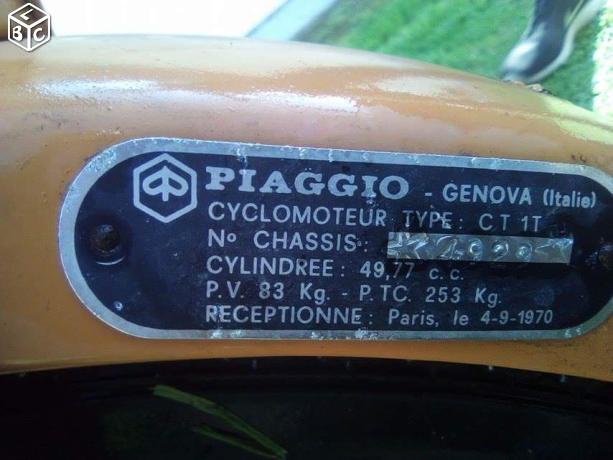 LBC
PIAGGIO - GENOVA (Italie)
CYCLOMOTEUR TYPE: CT 1T
Nº CHASSIS:
CYLINDREE: 49,77 c.c.
P.V. 83 Kg. - P.TC. 253 Kg.
RECEPTIONNE: Paris, le 4-9-1970